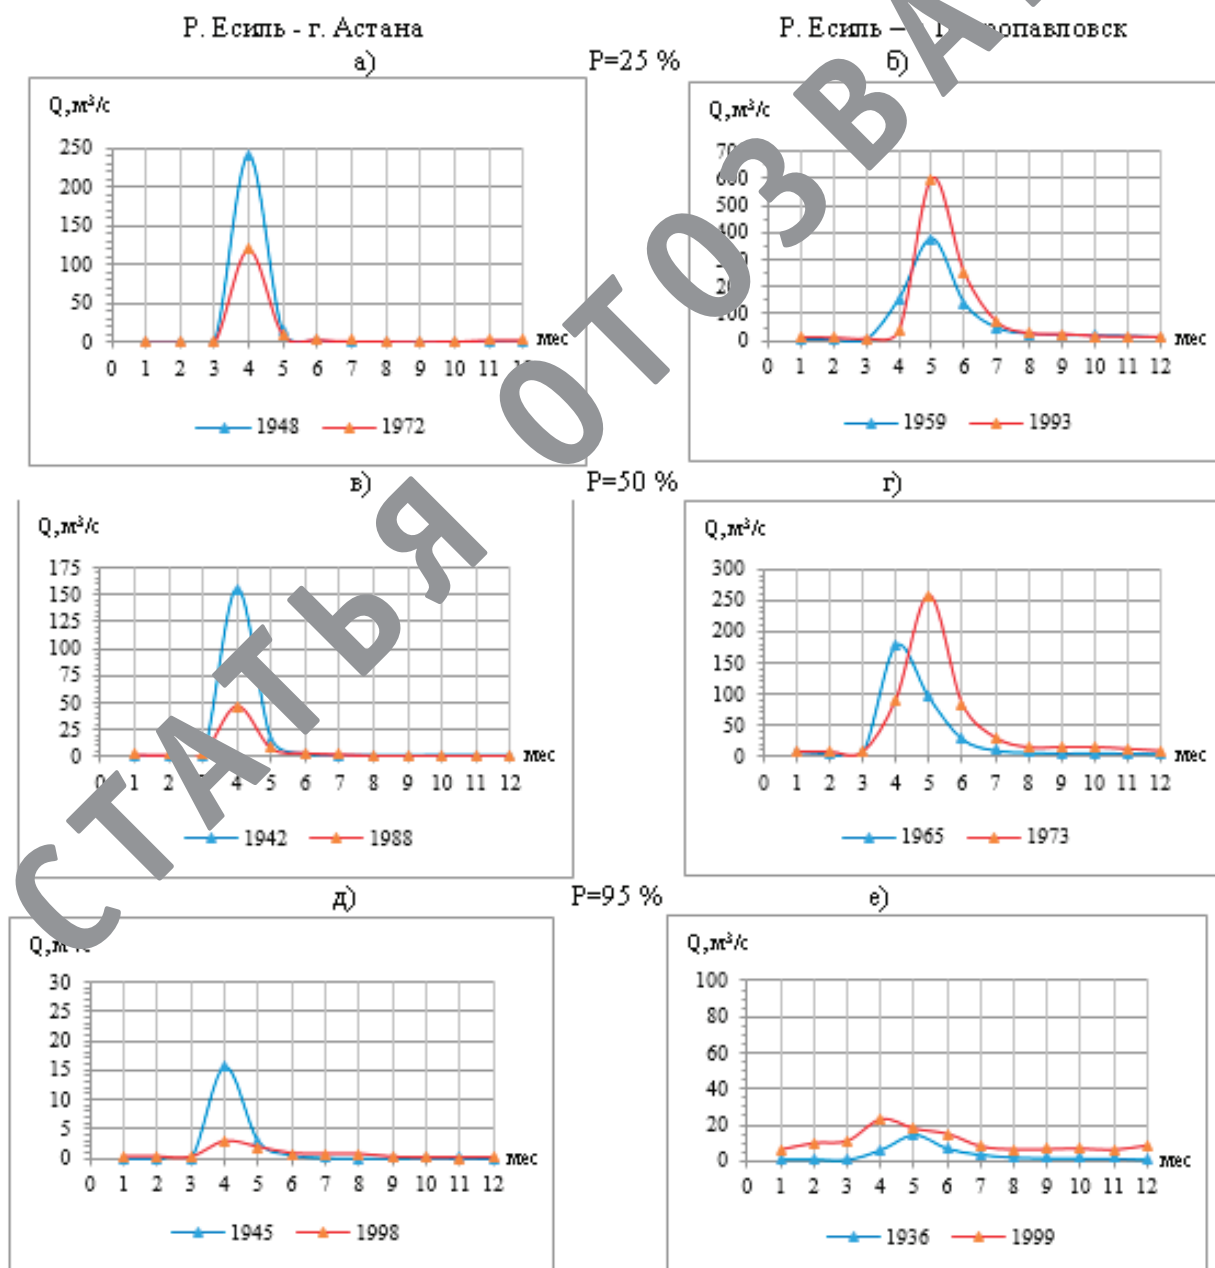 Р. Есиль - г. Астана
Р. Есиль –
а)
P=25 %
б)
Q,м³/с
250
200
150
100
50
0
0 1 2 3 4 5 6 7 8 9 10 11
мес
1948 1972
Q,м³/с
600
500
400
200
100
0
0 1 2 3 4 5 6 7 8 9 10 11 12
мес
1959 1993
в)
P=50 %
г)
Q,м³/с
175
150
125
100
75
50
25
0
0 1 2 3 4 5 6 7 8 9 10 11 12
мес
1942 1988
Q,м³/с
300
250
200
150
100
50
0
0 1 2 3 4 5 6 7 8 9 10 11 12
мес
1965 1973
д)
P=95 %
е)
30
25
20
15
10
5
0
0 1 2 3 4 5 6 7 8 9 10 11 12
мес
1945 1998
Q,м³/с
100
80
60
40
20
0
0 1 2 3 4 5 6 7 8 9 10 11 12
мес
1936 1999
СТАТЬЯ ОТОЗВА